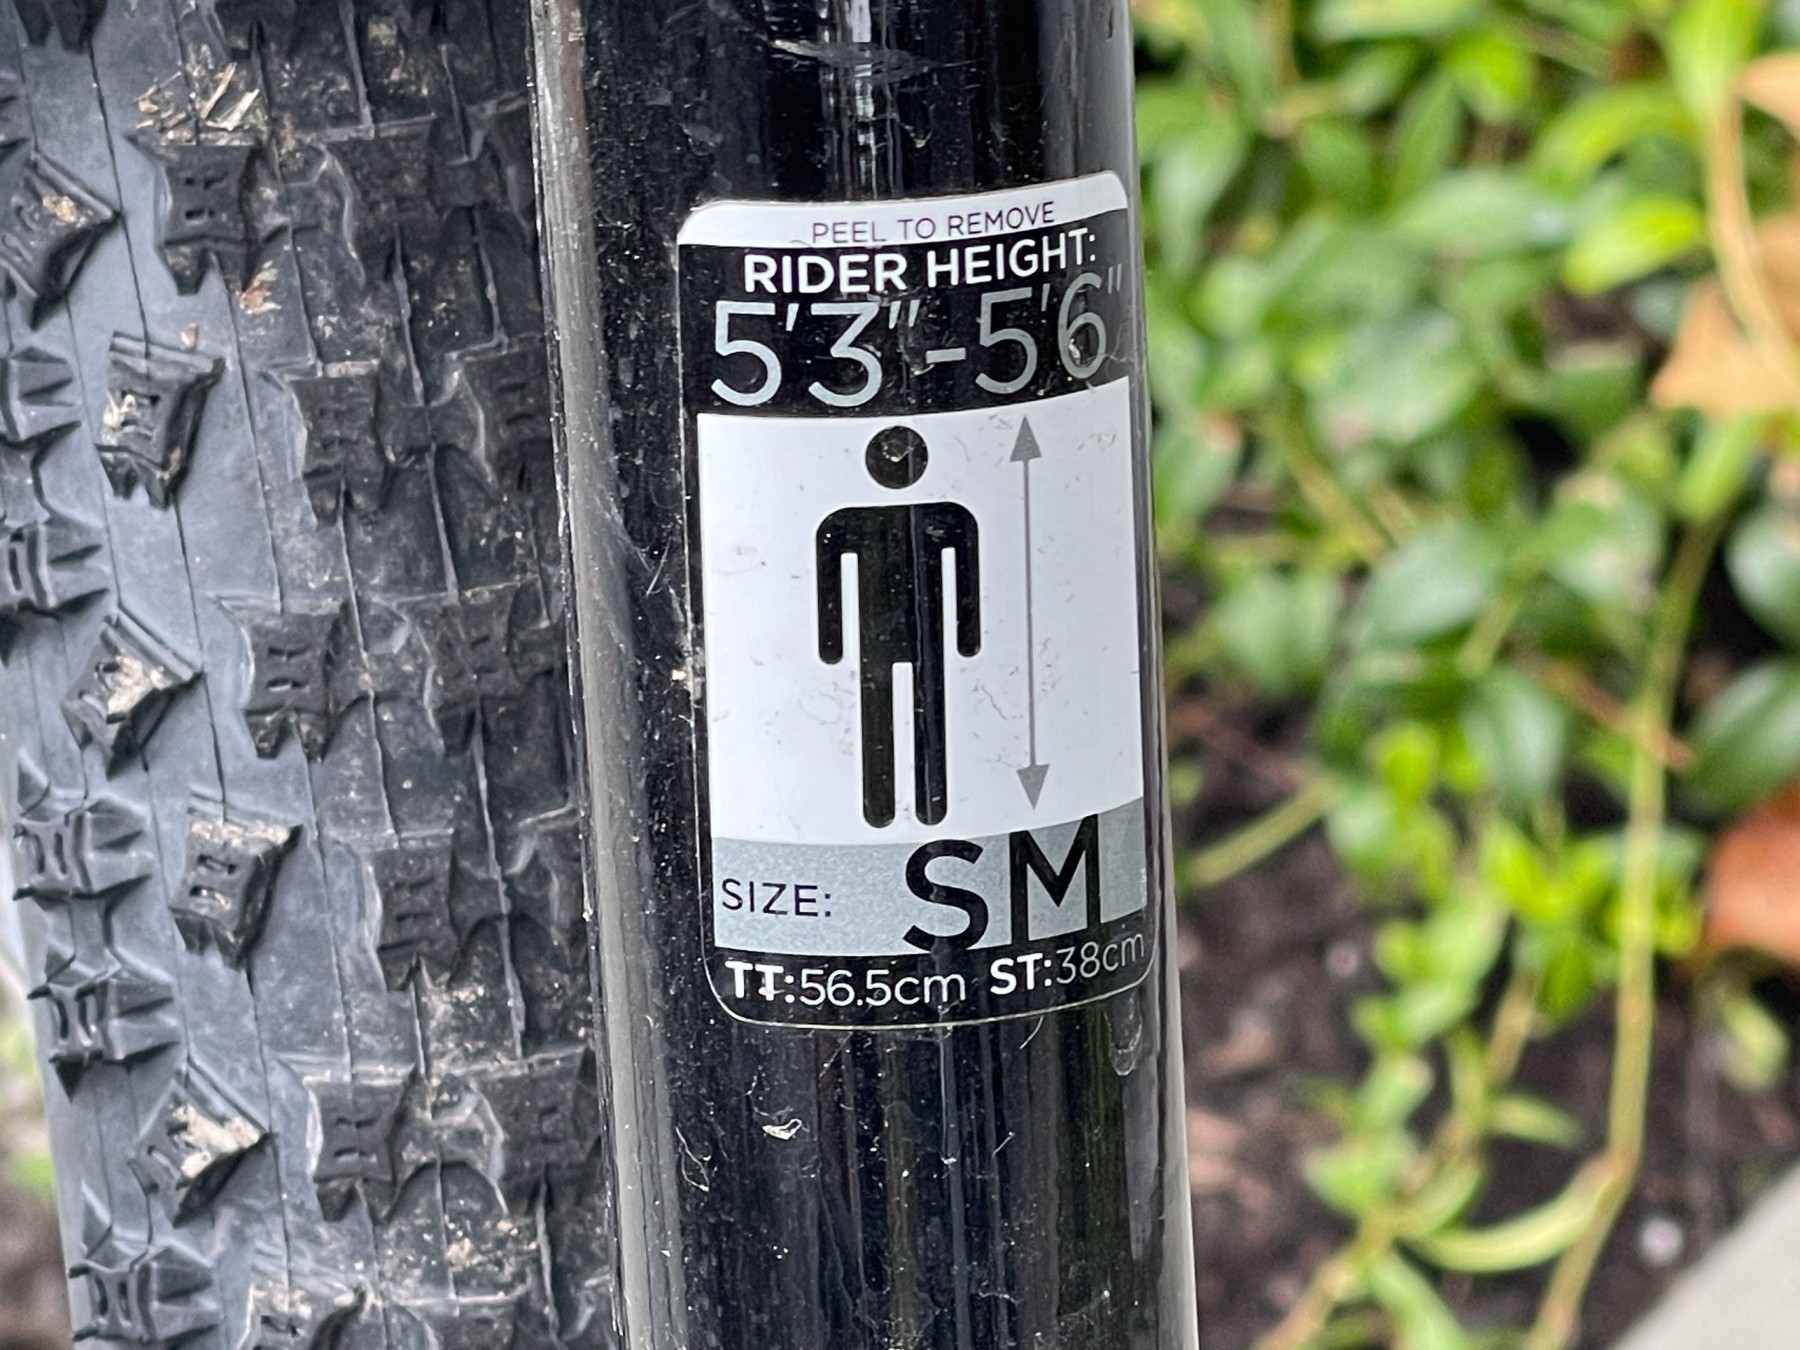 PEEL TO REMOVE
RIDER HEIGHT:
5'3"-5'6"
SIZE: SM
TT:56.5cm ST:38cm